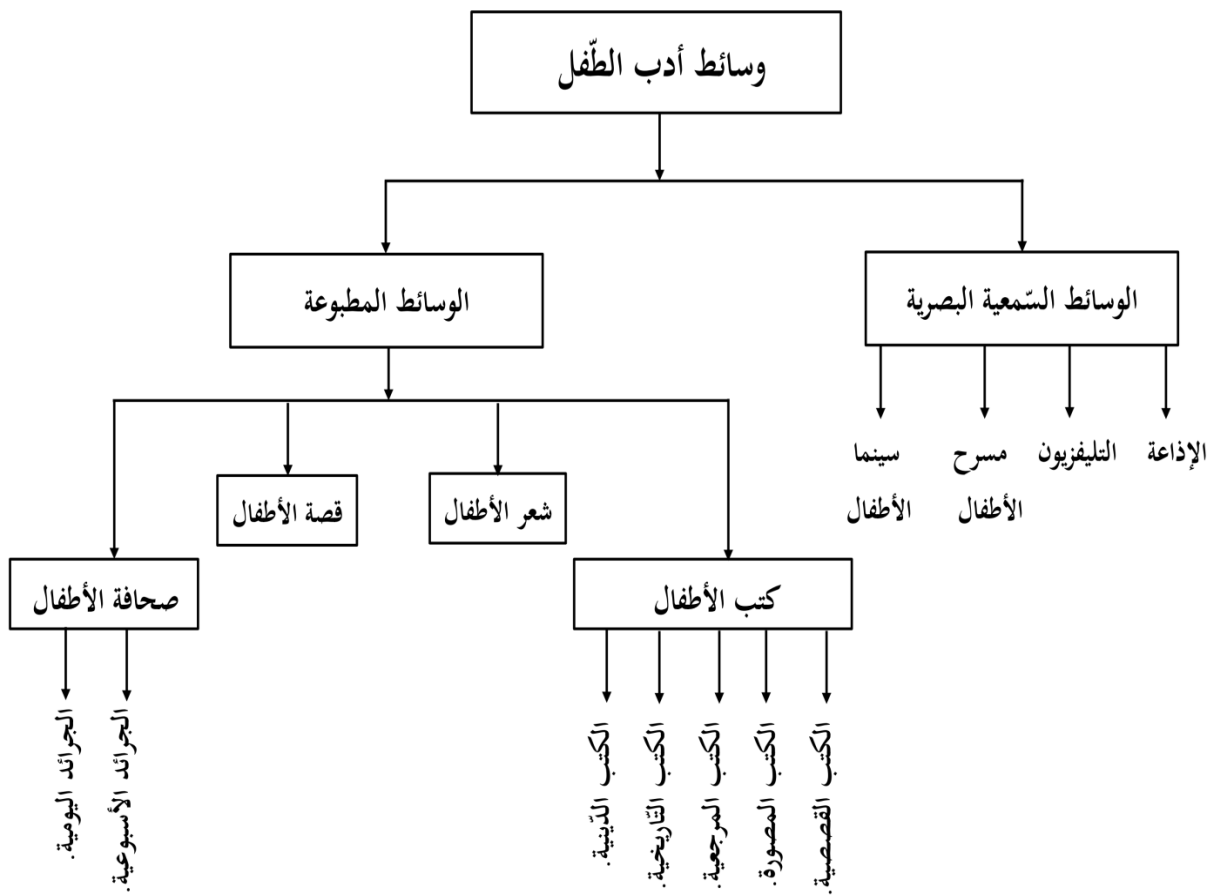 وسائط أدب الطّفل
الوسائط السّمعية البصرية
الوسائط المطبوعة
الإذاعة
التليفزيون
مسرح
الأطفال
سينما
الأطفال
شعر الأطفال
قصة الأطفال
كتب الأطفال
صحافة الأطفال
الكتب القصصية.
الكتب المصورة.
الكتب المرجعية.
الكتب التّاريخية.
الكتب الدّينية.
الجرائد الأسبوعية.
الجرائد اليومية.